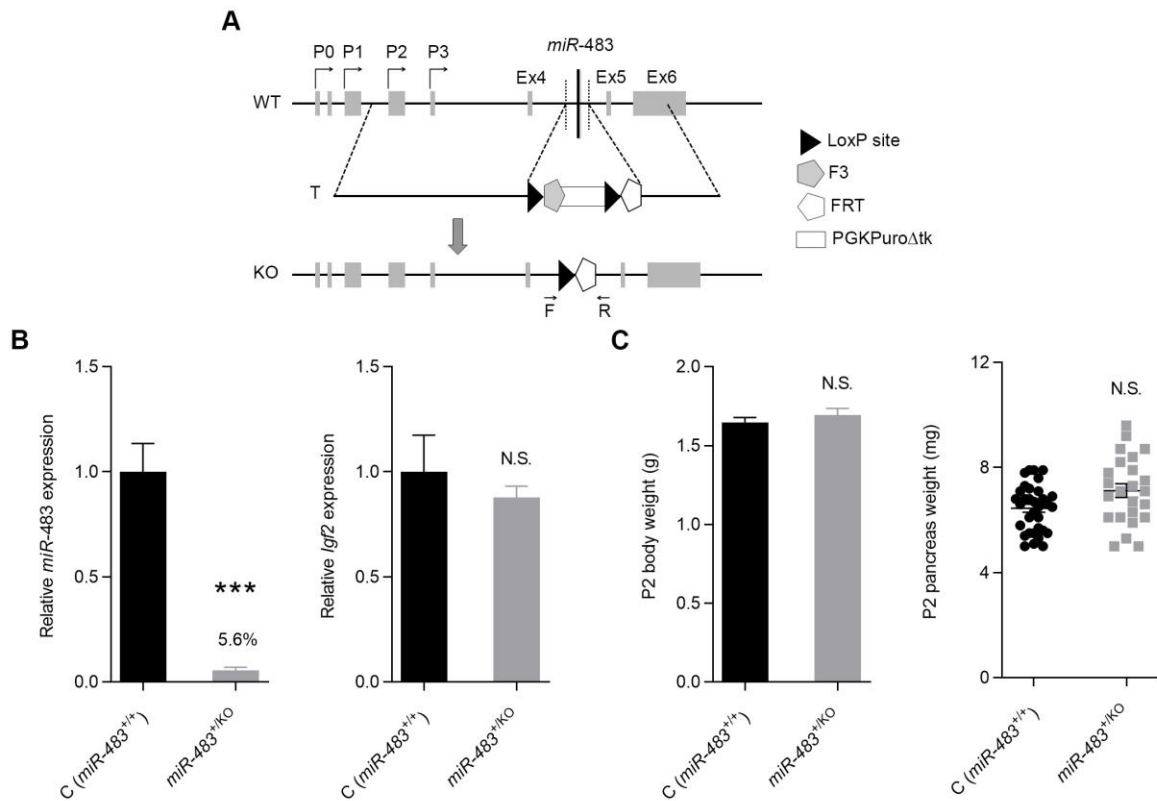 A
miR-483
P0 P1 P2 P3 Ex4 Ex5 Ex6
WT
T
KO
F R
LoxP site
F3
FRT
PGKPuroΔtk
B
Relative miR-483 expression
1.5
1.0
0.5
0.0
***
5.6%
C (miR-483+/+)
miR-483+/KO
Relative Igf2 expression
1.5
1.0
0.5
0.0
N.S.
C (miR-483+/+)
miR-483+/KO
C
P2 body weight (g)
2.0
1.5
1.0
0.5
0.0
N.S.
C (miR-483+/+)
miR-483+/KO
P2 pancreas weight (mg)
12
8
4
0
N.S.
C (miR-483+/+)
miR-483+/KO